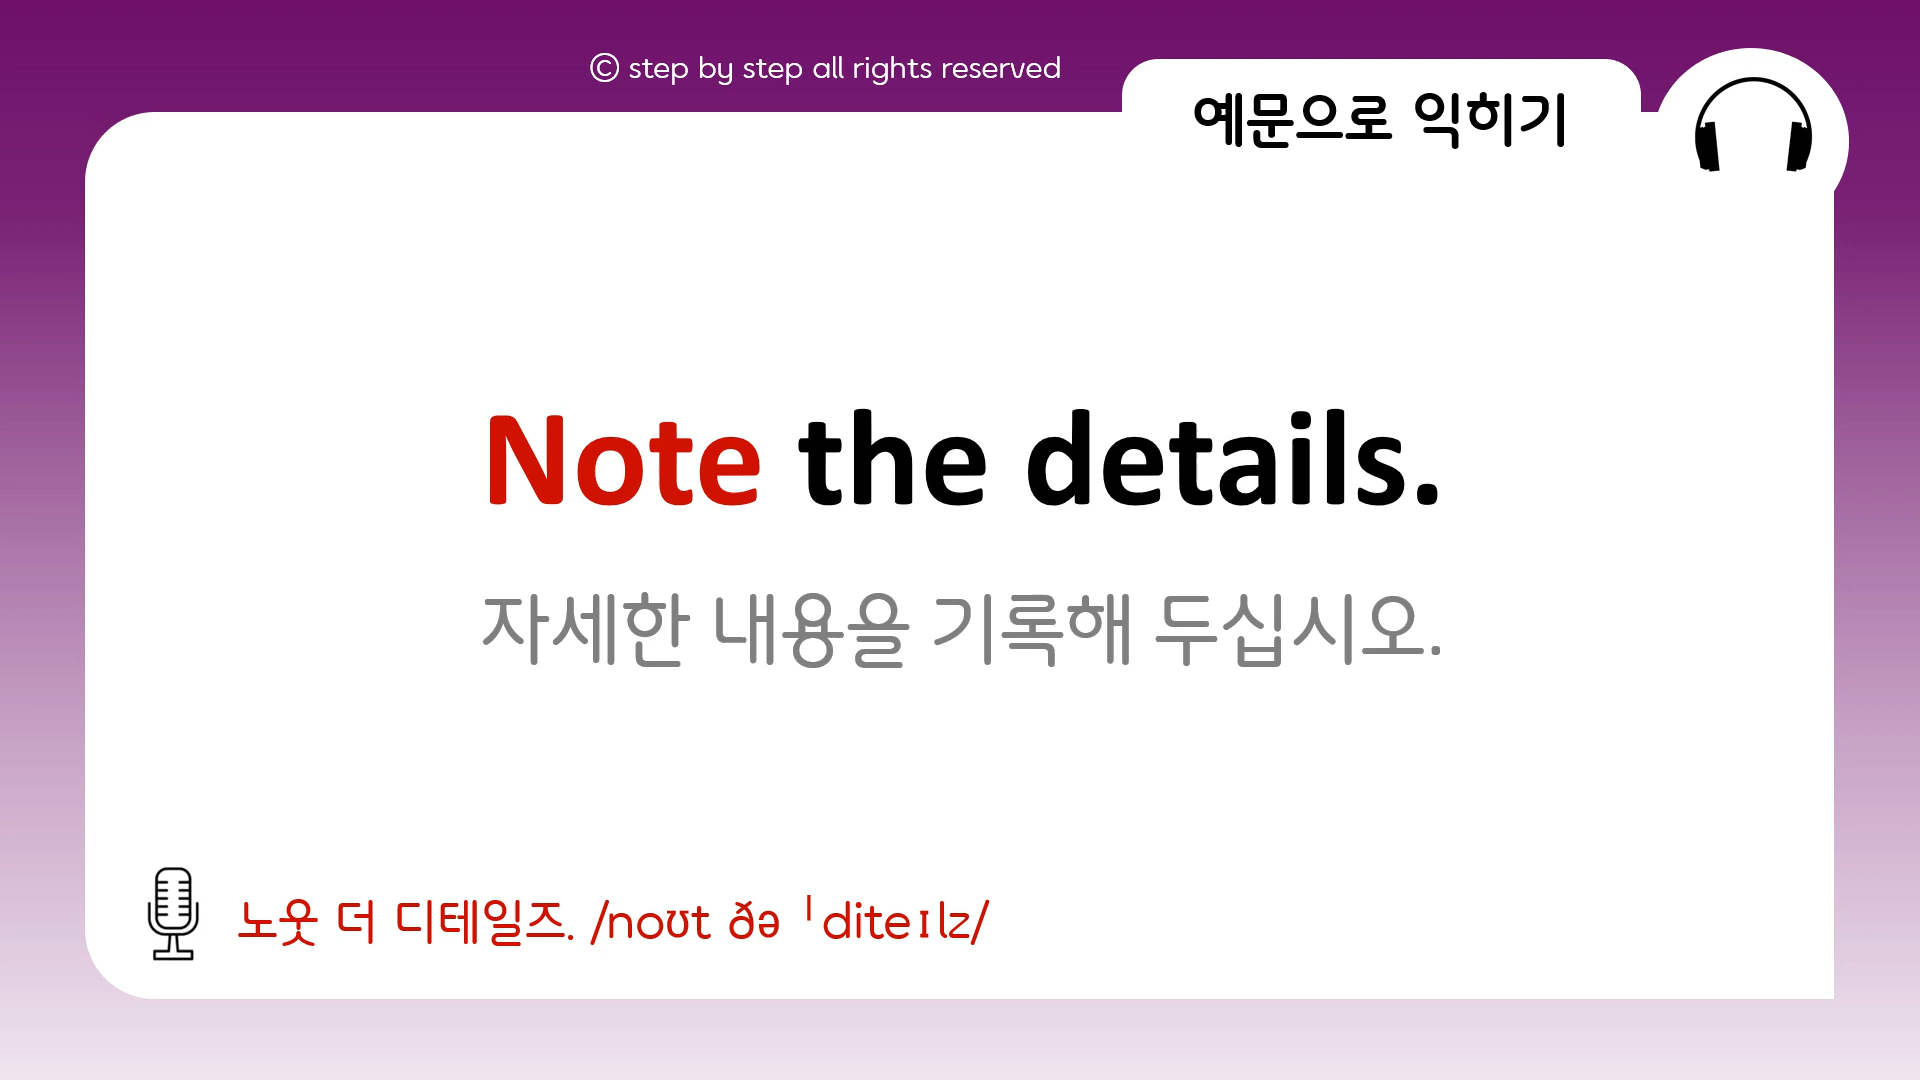 © step by step all rights reserved
예문으로 익히기
Note the details.
자세한 내용을 기록해 두십시오.
노웃 더 디테일즈. /noʊt ðə ˈditeɪlz/